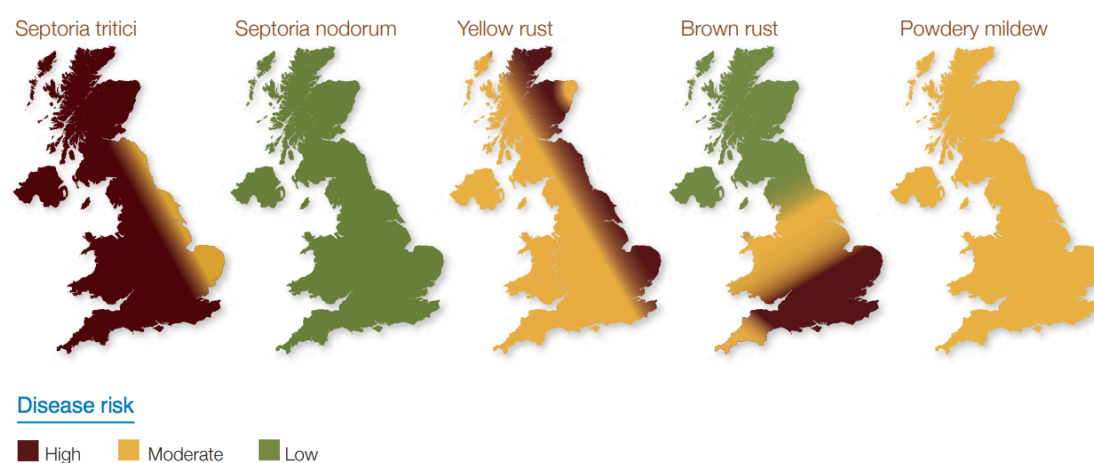 Septoria tritici
Septoria nodorum
Yellow rust
Brown rust
Powdery mildew
Disease risk
High
Moderate
Low